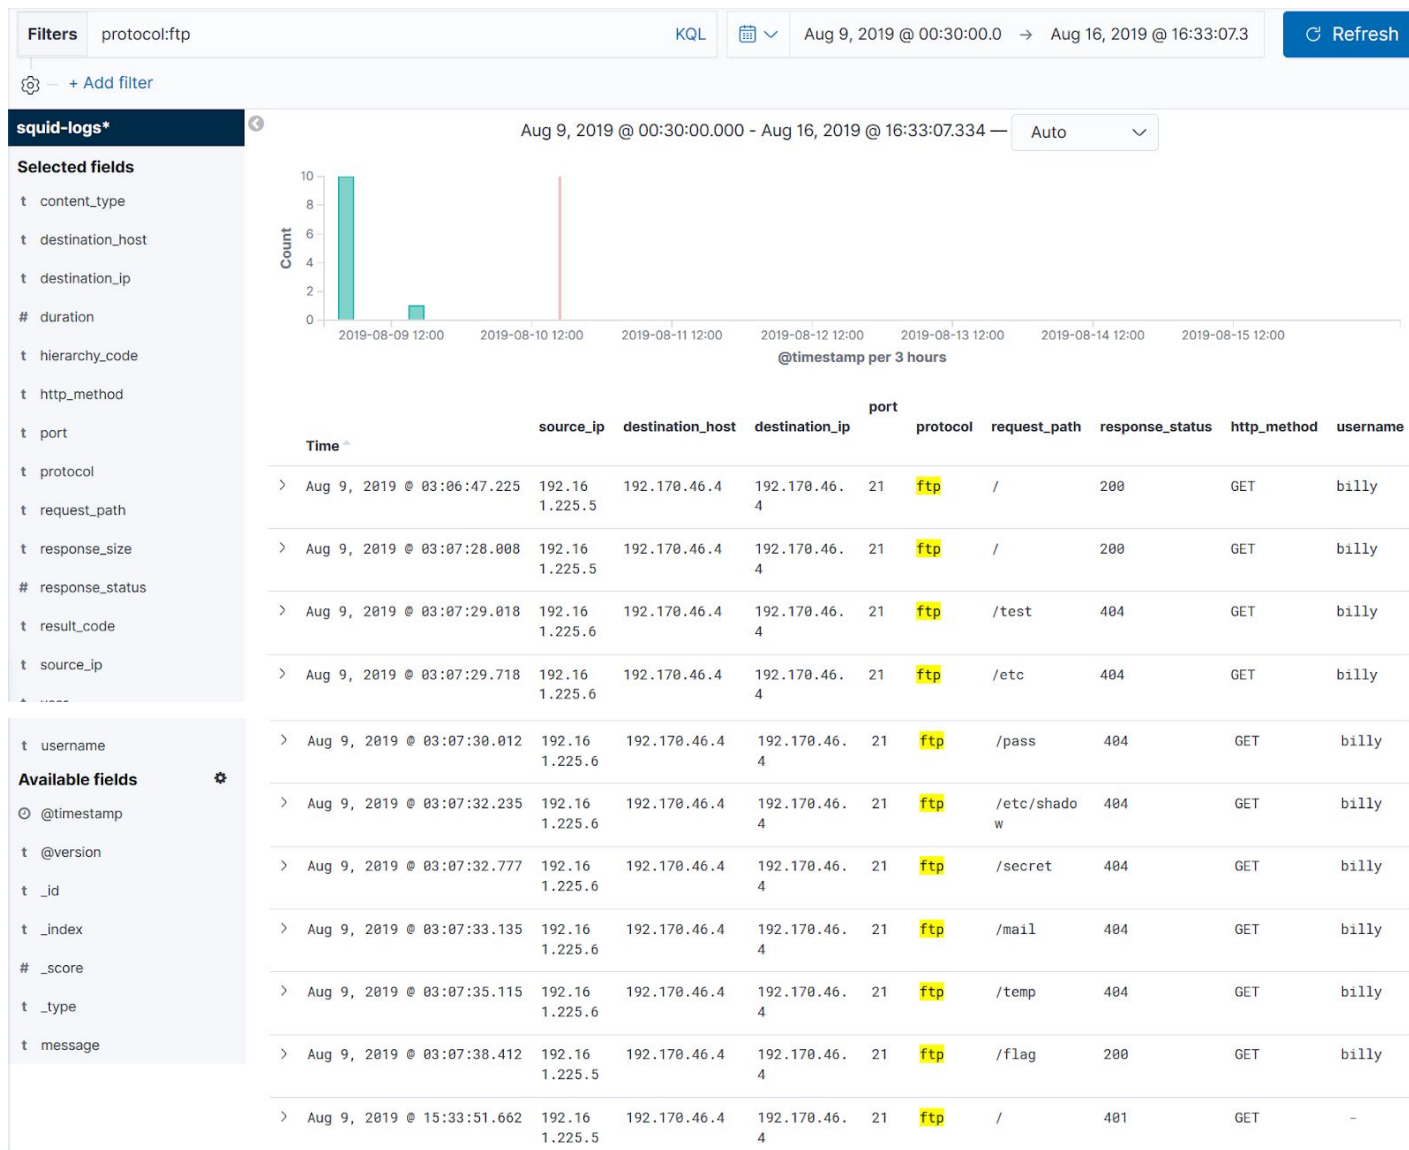 Filters protocol:ftp KQL Aug 9, 2019 @ 00:30:00.0 → Aug 16, 2019 @ 16:33:07.3 Refresh
+ Add filter
squid-logs*
Selected fields
t content_type
t destination_host
t destination_ip
# duration
t hierarchy_code
t http_method
t port
t protocol
t request_path
t response_size
# response_status
t result_code
t source_ip
t username
Available fields
@timestamp
t @version
t _id
t _index
# _score
t _type
t message
Aug 9, 2019 @ 00:30:00.000 - Aug 16, 2019 @ 16:33:07.334 — Auto
Count
10
8
6
4
2
0
2019-08-09 12:00 2019-08-10 12:00 2019-08-11 12:00 2019-08-12 12:00 2019-08-13 12:00 2019-08-14 12:00 2019-08-15 12:00
@timestamp per 3 hours
Time source_ip destination_host destination_ip port protocol request_path response_status http_method username
Aug 9, 2019 @ 03:06:47.225 192.16 192.170.46.4 192.170.46. 21 ftp / 200 GET billy
1.225.5 4
Aug 9, 2019 @ 03:07:28.008 192.16 192.170.46.4 192.170.46. 21 ftp / 200 GET billy
1.225.5 4
Aug 9, 2019 @ 03:07:29.018 192.16 192.170.46.4 192.170.46. 21 ftp /test 404 GET billy
1.225.6 4
Aug 9, 2019 @ 03:07:29.718 192.16 192.170.46.4 192.170.46. 21 ftp /etc 404 GET billy
1.225.6 4
Aug 9, 2019 @ 03:07:30.012 192.16 192.170.46.4 192.170.46. 21 ftp /pass 404 GET billy
1.225.6 4
Aug 9, 2019 @ 03:07:32.235 192.16 192.170.46.4 192.170.46. 21 ftp /etc/shado 404 GET billy
1.225.6 4 w
Aug 9, 2019 @ 03:07:32.777 192.16 192.170.46.4 192.170.46. 21 ftp /secret 404 GET billy
1.225.6 4
Aug 9, 2019 @ 03:07:33.135 192.16 192.170.46.4 192.170.46. 21 ftp /mail 404 GET billy
1.225.6 4
Aug 9, 2019 @ 03:07:35.115 192.16 192.170.46.4 192.170.46. 21 ftp /temp 404 GET billy
1.225.6 4
Aug 9, 2019 @ 03:07:38.412 192.16 192.170.46.4 192.170.46. 21 ftp /flag 200 GET billy
1.225.5 4
Aug 9, 2019 @ 15:33:51.662 192.16 192.170.46.4 192.170.46. 21 ftp / 401 GET -
1.225.5 4